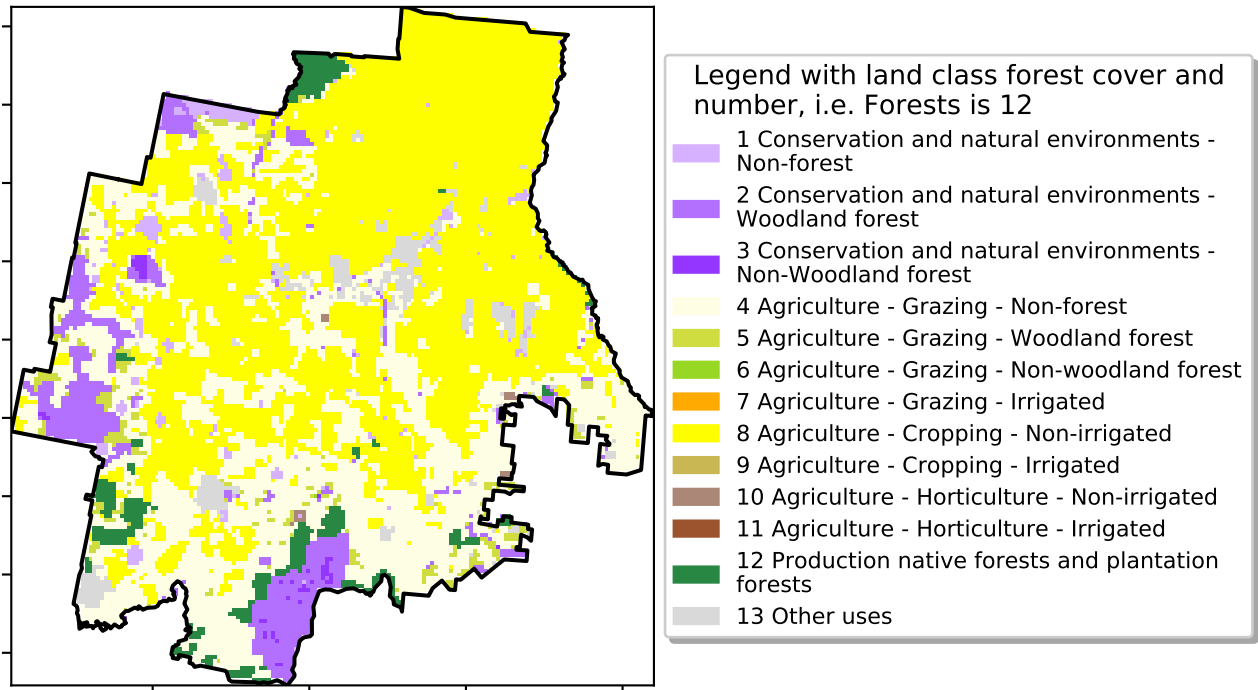 Legend with land class forest cover and
number, i.e. Forests is 12
1 Conservation and natural environments -
Non-forest
2 Conservation and natural environments -
Woodland forest
3 Conservation and natural environments -
Non-Woodland forest
4 Agriculture - Grazing - Non-forest
5 Agriculture - Grazing - Woodland forest
6 Agriculture - Grazing - Non-woodland forest
7 Agriculture - Grazing - Irrigated
8 Agriculture - Cropping - Non-irrigated
9 Agriculture - Cropping - Irrigated
10 Agriculture - Horticulture - Non-irrigated
11 Agriculture - Horticulture - Irrigated
12 Production native forests and plantation
forests
13 Other uses